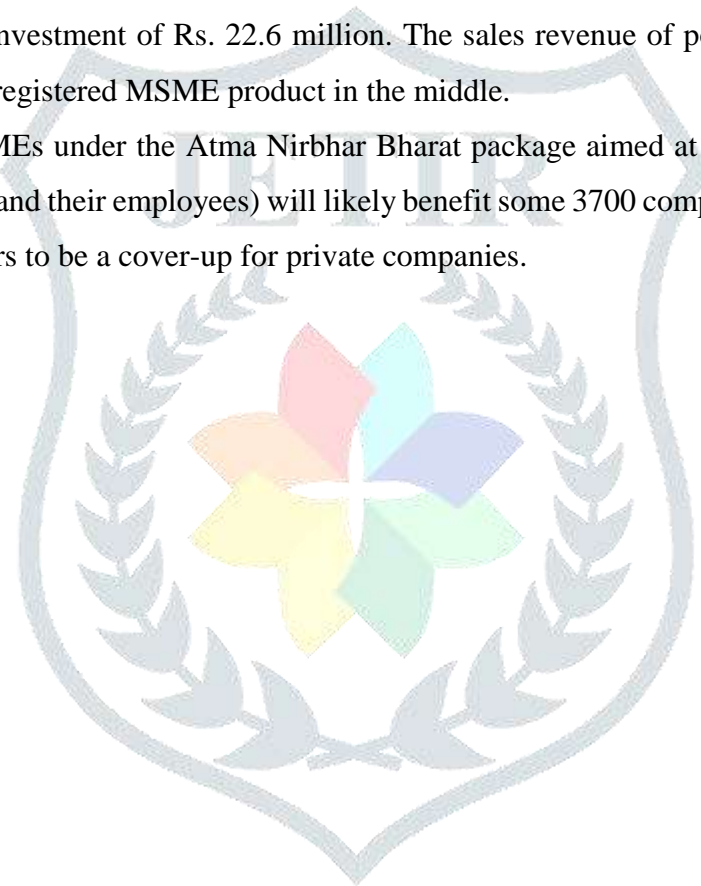 nvestment of Rs. 22.6 million. The sales revenue of p
registered MSME product in the middle.
MEs under the Atma Nirbhar Bharat package aimed at
and their employees) will likely benefit some 3700 comp
rs to be a cover-up for private companies.
JETIR